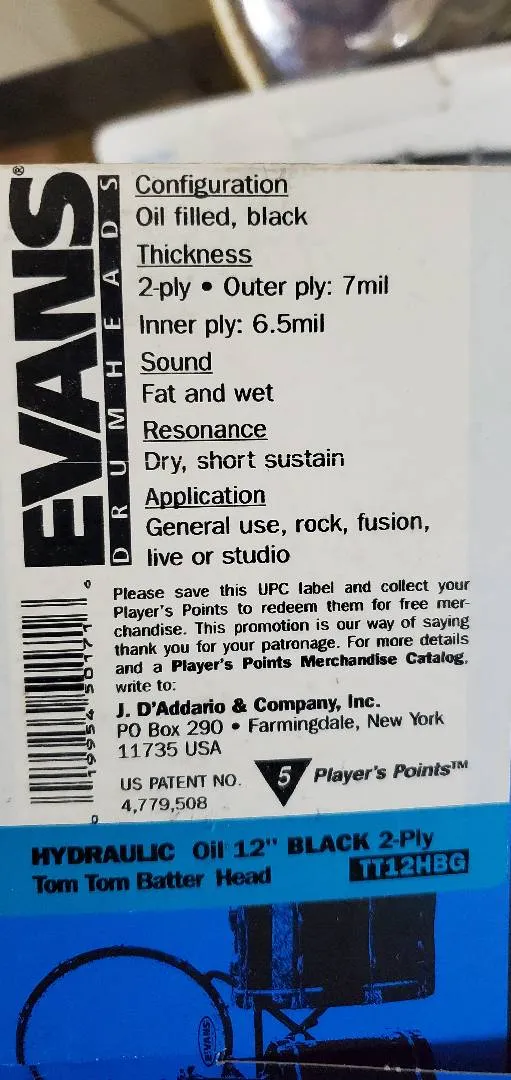 EVANS®
DRUMHEADS
Configuration
Oil filled, black
Thickness
2-ply • Outer ply: 7mil
Inner ply: 6.5mil
Sound
Fat and wet
Resonance
Dry, short sustain
Application
General use, rock, fusion,
live or studio
Please save this UPC label and collect your
Player's Points to redeem them for free mer-
chandise. This promotion is our way of saying
thank you for your patronage. For more details
and a Player's Points Merchandise Catalog,
write to:
J. D'Addario & Company, Inc.
PO Box 290 • Farmingdale, New York
11735 USA
US PATENT NO.
4,779,508
5 Player's Points™
0 19954 50171 0
HYDRAULIC Oil 12" BLACK 2-Ply
Tom Tom Batter Head
TT12HBG
EVANS